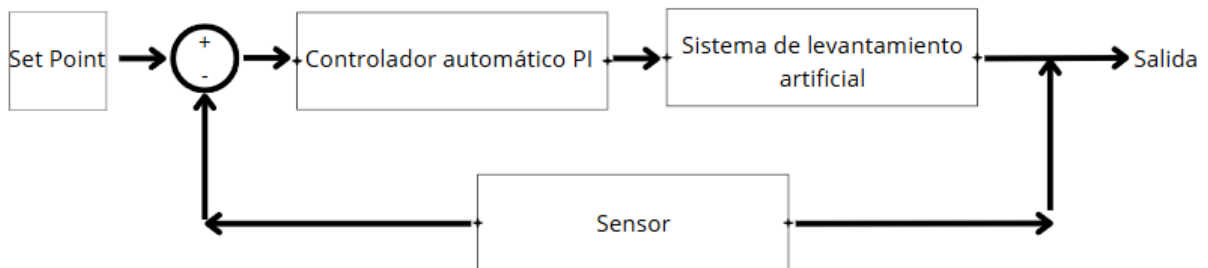 Set Point
+
-
Controlador automático PI
Sistema de levantamiento
artificial
Salida
Sensor